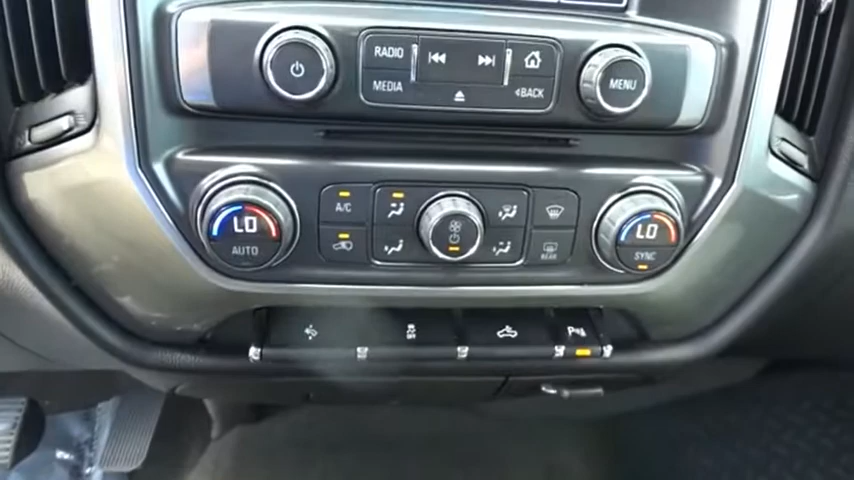 RADIO
MEDIA
BACK
MENU
LO
AUTO
A/C
REAR
LO
SYNC